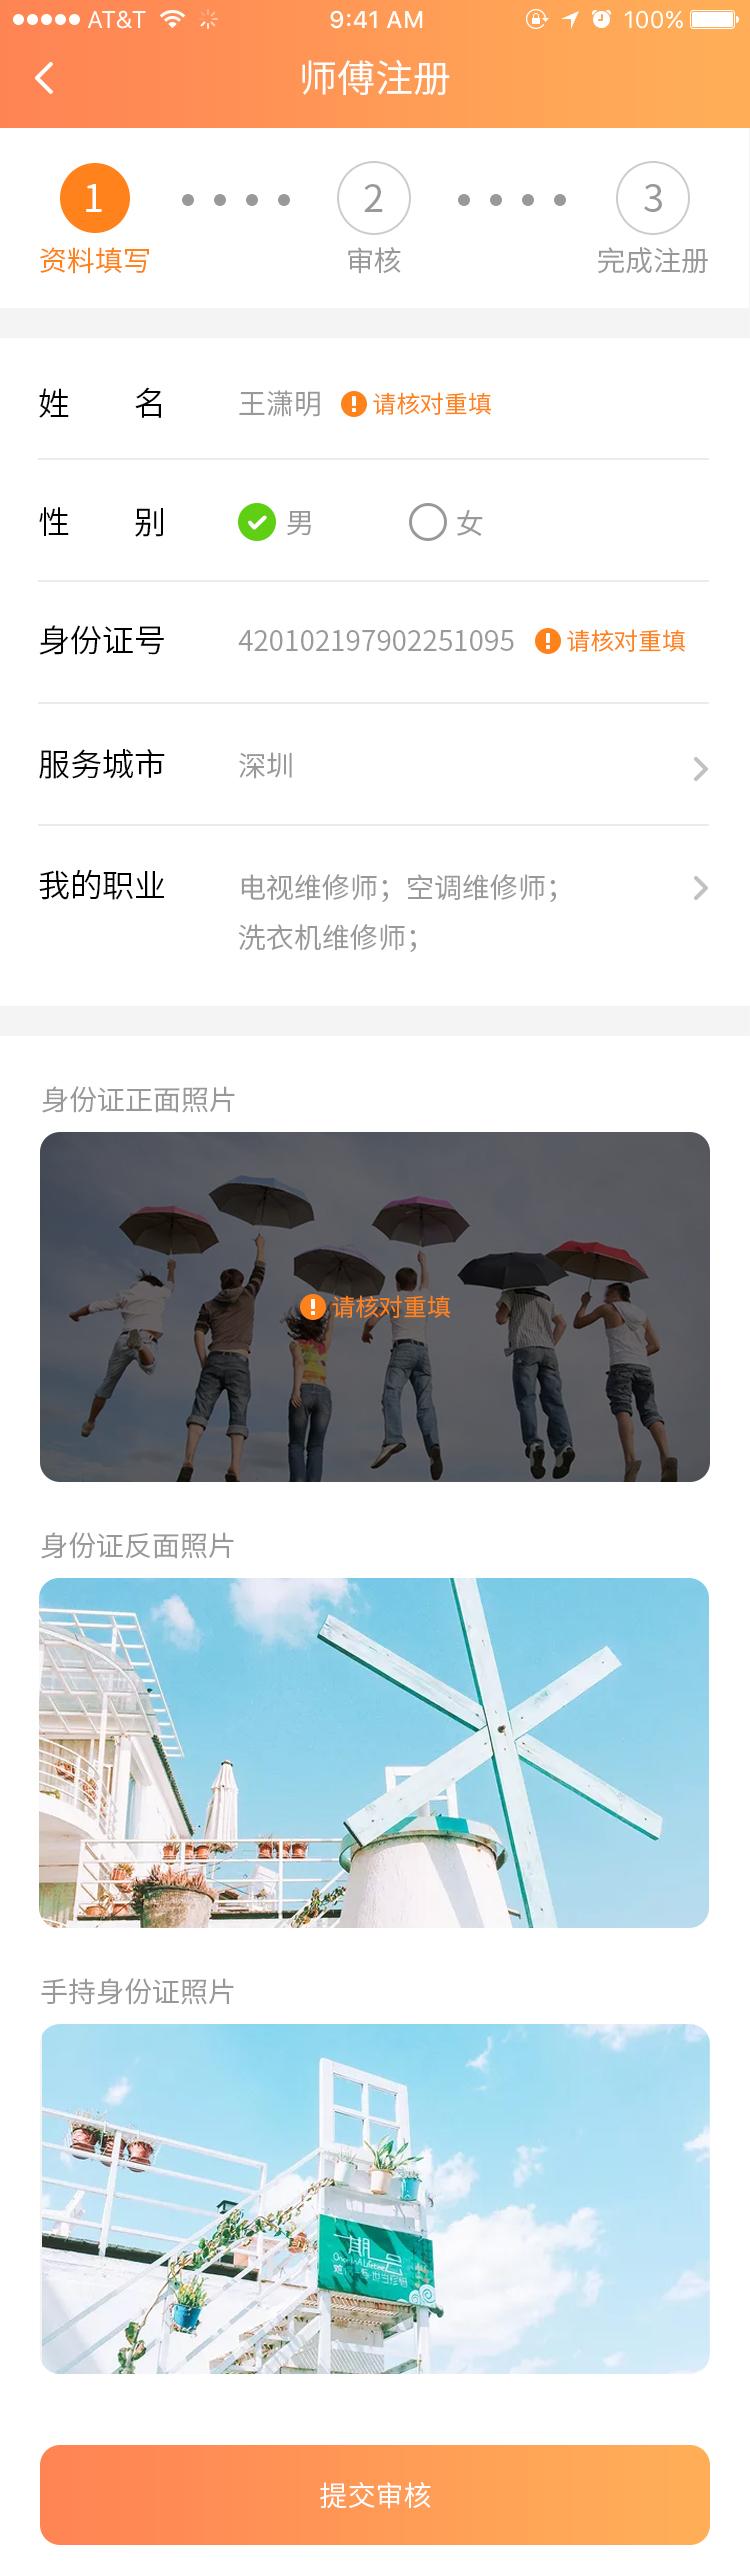 AT&T 9:41 AM 100%
师傅注册
1 2 3
资料填写 审核 完成注册
姓 名 王潇明 请核对重填
性 别 男 女
身份证号 420102197902251095 请核对重填
服务城市 深圳
我的职业 电视维修师；空调维修师；
洗衣机维修师；
身份证正面照片
请核对重填
身份证反面照片
手持身份证照片
提交审核